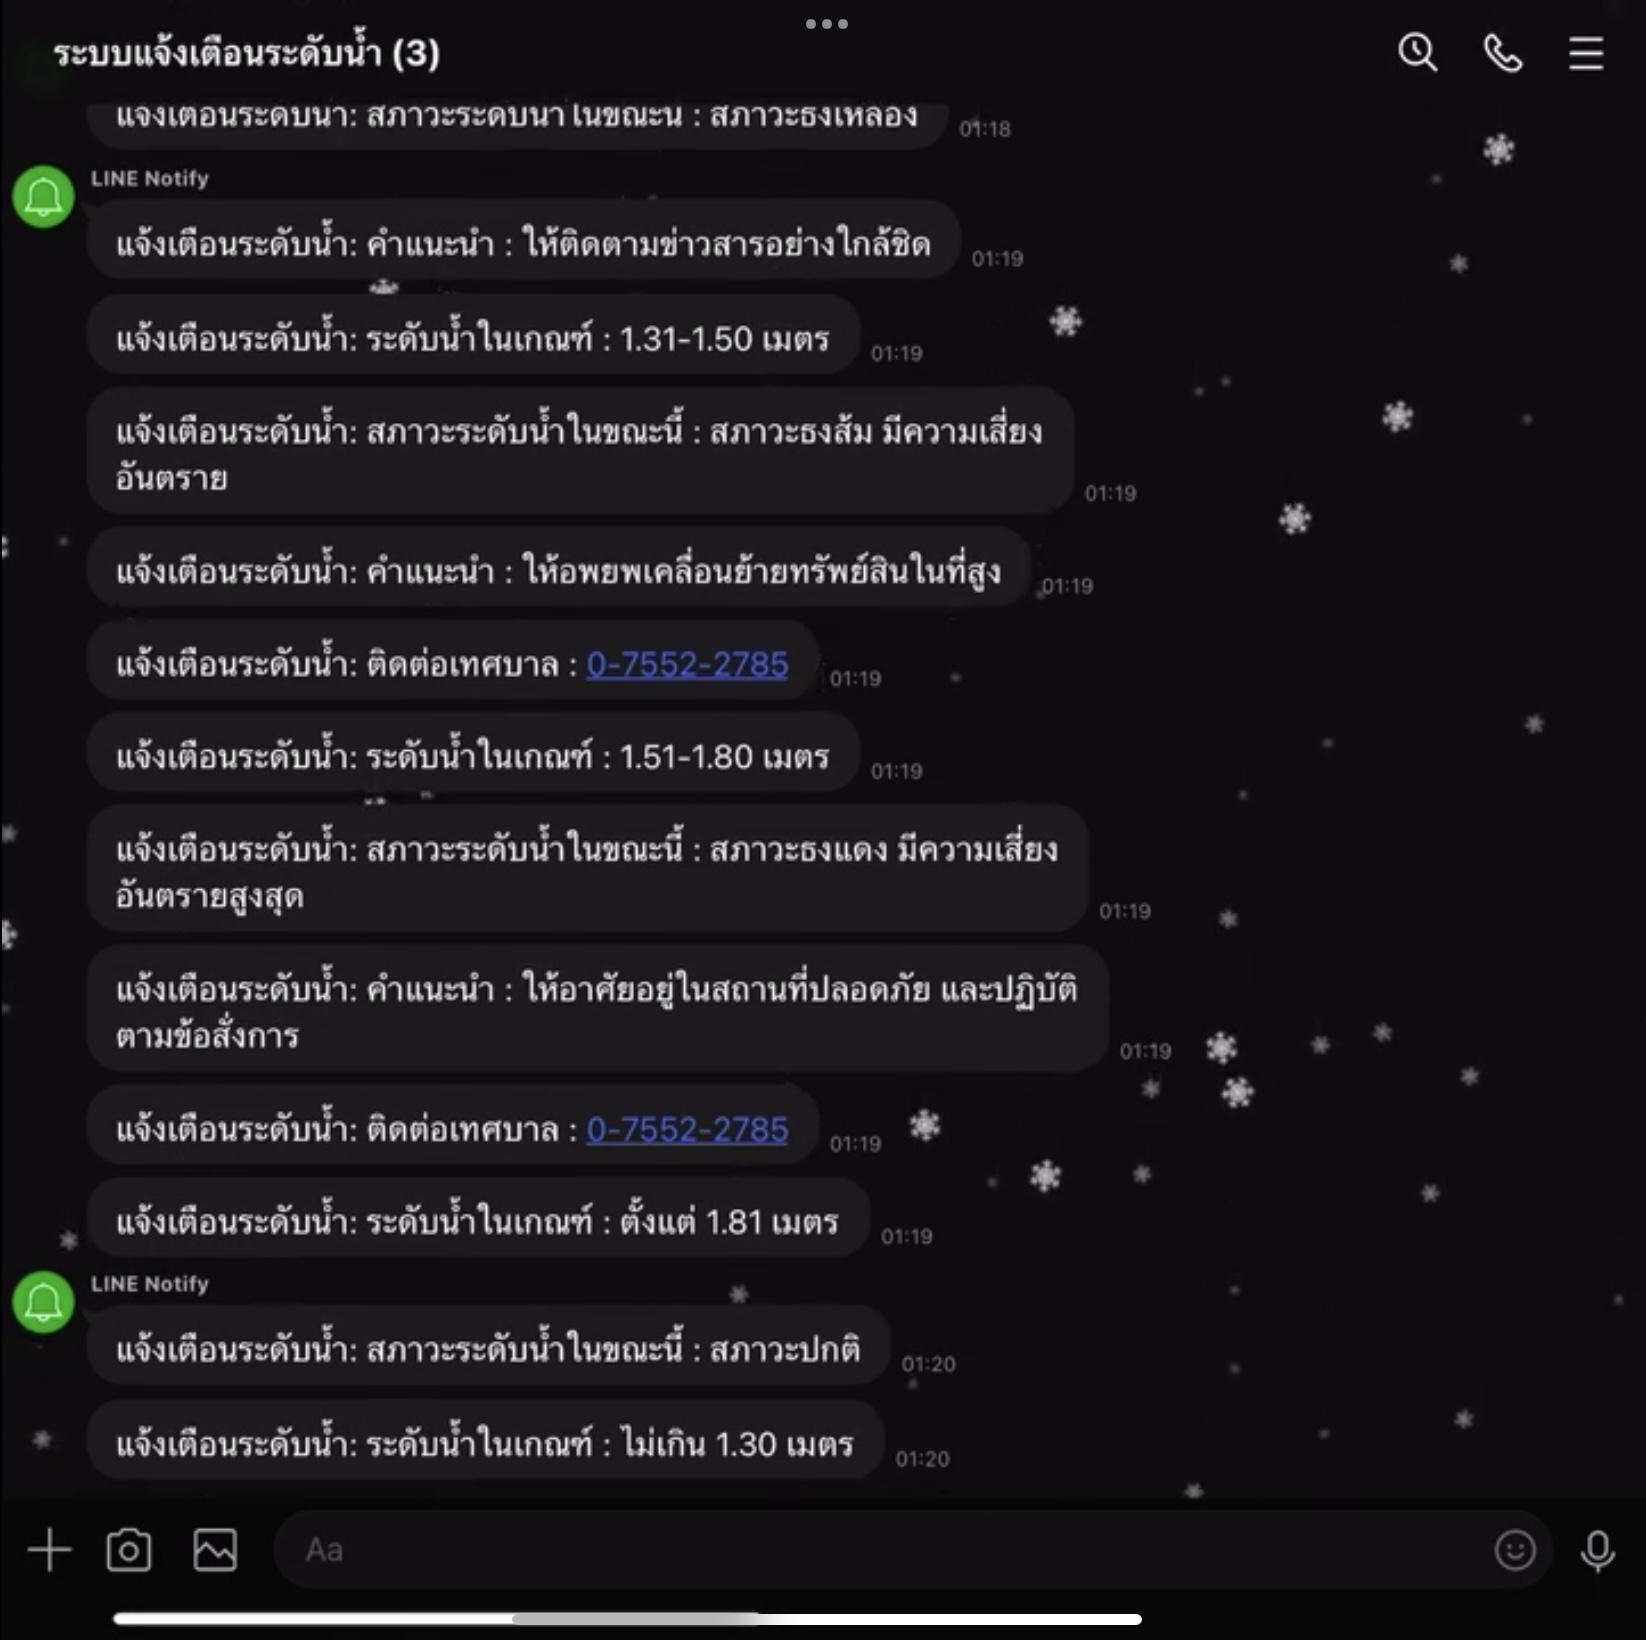 ระบบแจ้งเตือนระดับน้ำ (3)
แจ้งเตือนระดับน้ำ: สภาวะระดับน้ำในขณะนี้ : สภาวะธงเหลือง
01:18
LINE Notify
แจ้งเตือนระดับน้ำ: คำแนะนำ : ให้ติดตามข่าวสารอย่างใกล้ชิด
01:19
แจ้งเตือนระดับน้ำ: ระดับน้ำในเกณฑ์ : 1.31-1.50 เมตร
01:19
แจ้งเตือนระดับน้ำ: สภาวะระดับน้ำในขณะนี้ : สภาวะธงส้ม มีความเสี่ยง
อันตราย
01:19
แจ้งเตือนระดับน้ำ: คำแนะนำ : ให้อพยพเคลื่อนย้ายทรัพย์สินในที่สูง
01:19
แจ้งเตือนระดับน้ำ: ติดต่อเทศบาล : 0-7552-2785
01:19
แจ้งเตือนระดับน้ำ: ระดับน้ำในเกณฑ์ : 1.51-1.80 เมตร
01:19
แจ้งเตือนระดับน้ำ: สภาวะระดับน้ำในขณะนี้ : สภาวะธงแดง มีความเสี่ยง
อันตรายสูงสุด
01:19
แจ้งเตือนระดับน้ำ: คำแนะนำ : ให้อาศัยอยู่ในสถานที่ปลอดภัย และปฏิบัติ
ตามข้อสั่งการ
01:19
แจ้งเตือนระดับน้ำ: ติดต่อเทศบาล : 0-7552-2785
01:19
แจ้งเตือนระดับน้ำ: ระดับน้ำในเกณฑ์ : ตั้งแต่ 1.81 เมตร
01:19
LINE Notify
แจ้งเตือนระดับน้ำ: สภาวะระดับน้ำในขณะนี้ : สภาวะปกติ
01:20
แจ้งเตือนระดับน้ำ: ระดับน้ำในเกณฑ์ : ไม่เกิน 1.30 เมตร
01:20
Aa